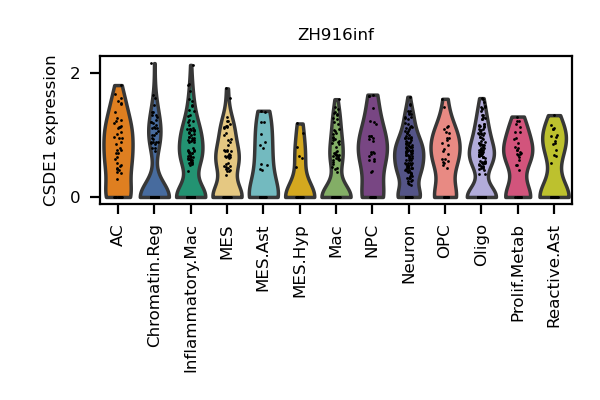 ZH916inf
CSDE1 expression
2
0
AC
Chromatin.Reg
Inflammatory.Mac
MES
MES.Ast
MES.Hyp
Mac
NPC
Neuron
OPC
Oligo
Prolif.Metab
Reactive.Ast